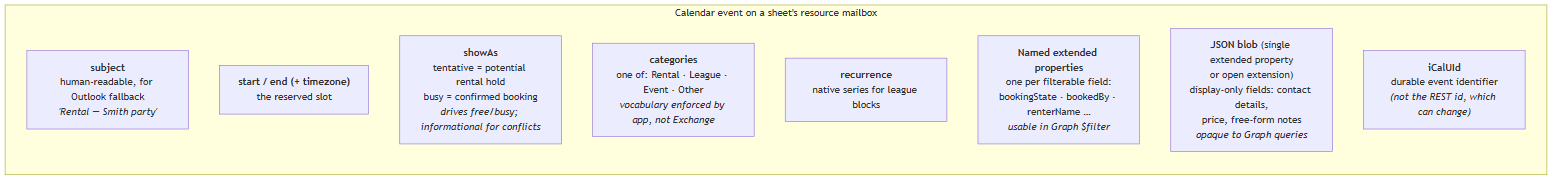 Calendar event on a sheet's resource mailbox
subject
human-readable, for
Outlook fallback
'Rental — Smith party'
start / end (+ timezone)
the reserved slot
showAs
tentative = potential
rental hold
busy = confirmed booking
drives free/busy;
informational for conflicts
categories
one of: Rental · League ·
Event · Other
vocabulary enforced by
app, not Exchange
recurrence
native series for league
blocks
Named extended
properties
one per filterable field:
bookingState · bookedBy ·
renterName ...
usable in Graph $filter
JSON blob (single
extended property
or open extension)
display-only fields: contact
details,
price, free-form notes
opaque to Graph queries
iCalUId
durable event identifier
(not the REST id, which
can change)